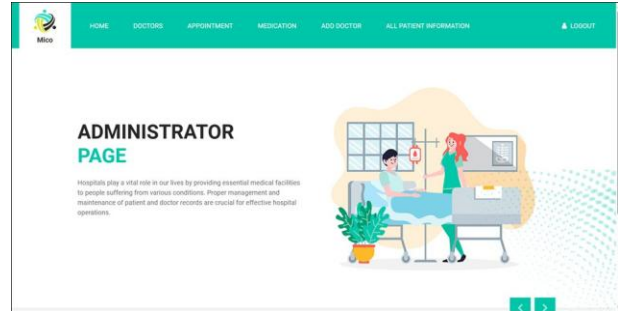 Mico
HOME DOCTORS APPOINTMENT MEDICATION ADD DOCTOR ALL PATIENT INFORMATION LOGOUT
ADMINISTRATOR
PAGE
Hospitals play a vital role in our lives by providing essential medical facilities
to people suffering from various conditions. Proper management and
maintenance of patient and doctor records are crucial for effective hospital
operations.